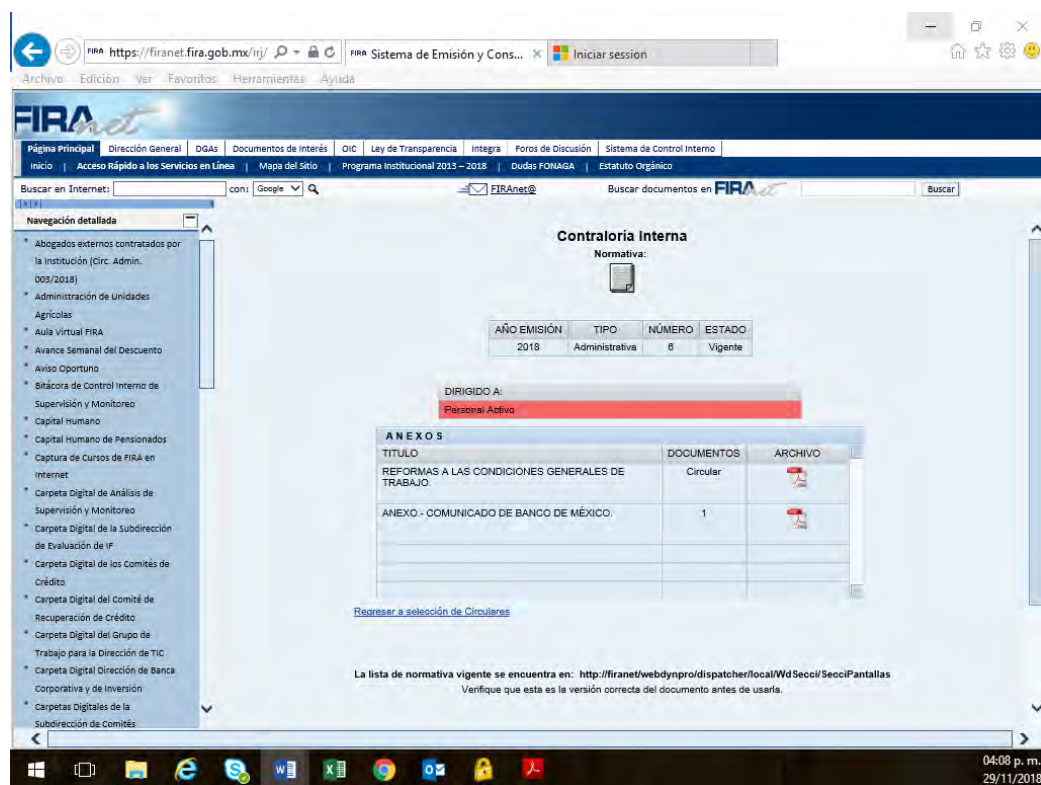 FIRA https://firanet.fira.gob.mx/irj/
FIRA Sistema de Emisión y Cons...
Iniciar session
Archivo Edición Ver Favoritos Herramientas Ayuda
FIRAnet
Página Principal Dirección General DGAs Documentos de Interés OIC Ley de Transparencia Integra Foros de Discusión Sistema de Control Interno
Inicio | Acceso Rápido a los Servicios en Línea | Mapa del Sitio | Programa Institucional 2013 – 2018 | Dudas FONAGA | Estatuto Orgánico
Buscar en Internet: con: Google FIRAnet@ Buscar documentos en FIRAnet Buscar
Navegación detallada
Abogados externos contratados por
la Institución (Circ. Admin.
003/2018)
Administración de Unidades
Agrícolas
Aula Virtual FIRA
Avance Semanal del Descuento
Aviso Oportuno
Bitácora de Control Interno de
Supervisión y Monitoreo
Capital Humano
Capital Humano de Pensionados
Captura de Cursos de FIRA en
Internet
Carpeta Digital de Análisis de
Supervisión y Monitoreo
Carpeta Digital de la Subdirección
de Evaluación de IF
Carpeta Digital de los Comités de
Crédito
Carpeta Digital del Comité de
Recuperación de Crédito
Carpeta Digital del Grupo de
Trabajo para la Dirección de TIC
Carpeta Digital Dirección de Banca
Corporativa y de Inversión
Carpetas Digitales de la
Subdirección de Comités
Contraloría Interna
Normativa:
AÑO EMISIÓN TIPO NÚMERO ESTADO
2018 Administrativa 6 Vigente
DIRIGIDO A:
Personal Activo
ANEXOS
TITULO DOCUMENTOS ARCHIVO
REFORMAS A LAS CONDICIONES GENERALES DE Circular
TRABAJO.
ANEXO.- COMUNICADO DE BANCO DE MÉXICO. 1
Regresar a selección de Circulares
La lista de normativa vigente se encuentra en: http://firanet/webdynpro/dispatcher/local/WdSecci/SecciPantallas
Verifique que esta es la versión correcta del documento antes de usarla.
04:08 p. m.
29/11/2018